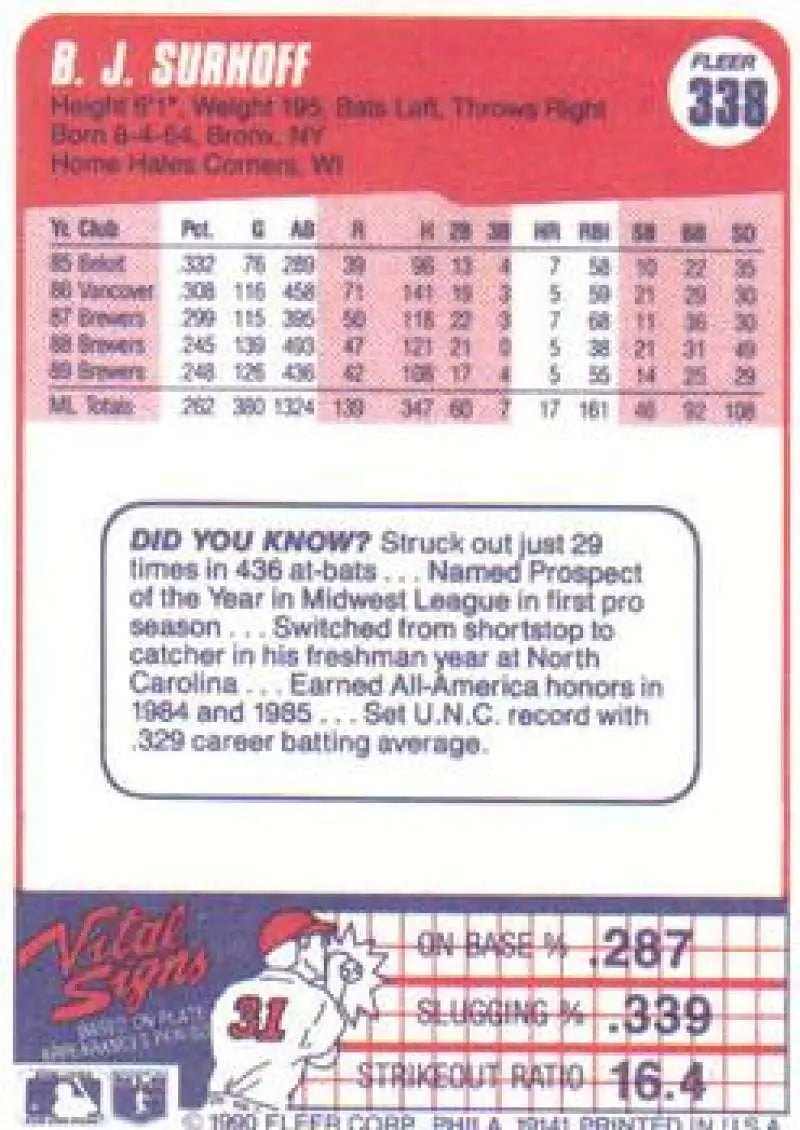 B. J. SURHOFF
FLEER
338
Height 6'1", Weight 195, Bats Left, Throws Right
Born 8-4-64, Bronx, NY
Home Hales Corners, WI
Yr. Club Pct. G AB R H 2B 3B HR RBI SB BB SO
85 Beloit .332 76 289 39 96 13 4 7 58 10 22 35
86 Vancouver .308 116 458 71 141 19 3 5 59 21 29 30
87 Brewers .299 115 395 50 118 22 3 7 68 11 36 30
88 Brewers .245 139 493 47 121 21 0 5 38 21 31 49
89 Brewers .248 126 436 42 108 17 4 5 55 14 25 29
ML Totals .262 380 1324 139 347 60 7 17 161 46 92 108
DID YOU KNOW? Struck out just 29
times in 436 at-bats . . . Named Prospect
of the Year in Midwest League in first pro
season . . . Switched from shortstop to
catcher in his freshman year at North
Carolina . . . Earned All-America honors in
1984 and 1985 . . . Set U.N.C. record with
.329 career batting average.
Vital
Signs
BASED ON PLATE
31
ON BASE % .287
SLUGGING % .339
STRIKEOUT RATIO 16.4
© 1990 FLEER CORP. PHILA. 19141 PRINTED IN U.S.A.